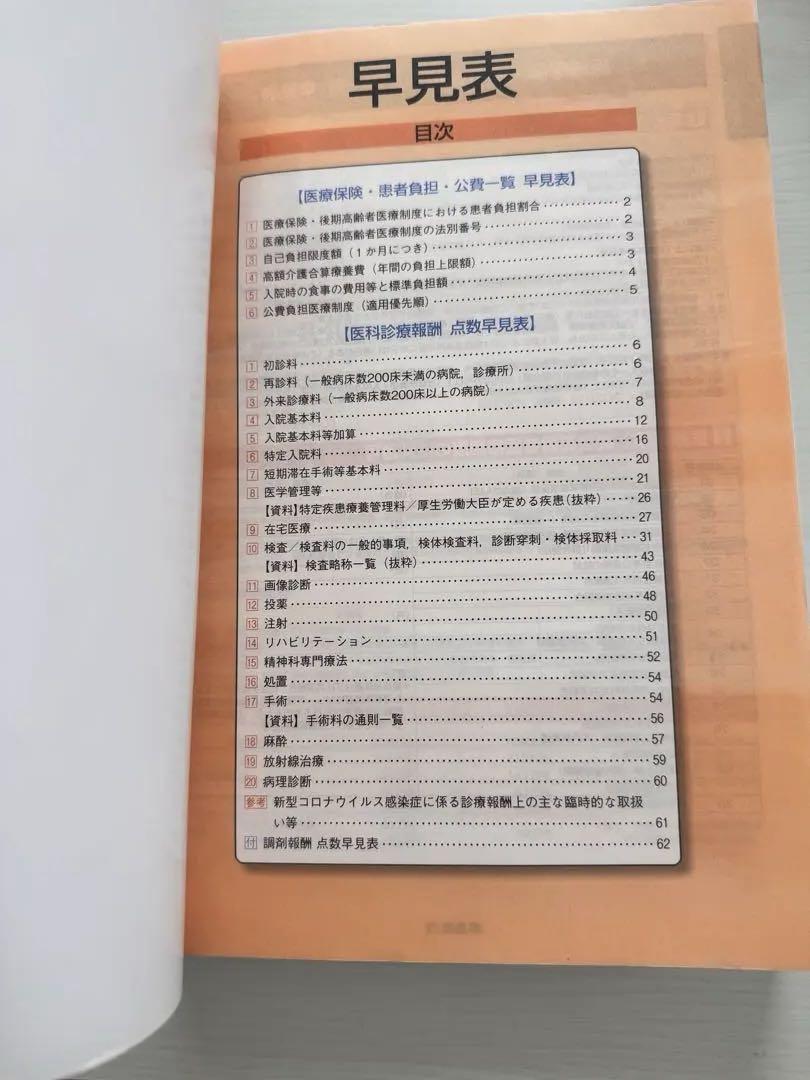 早見表
目次
【医療保険・患者負担・公費一覧 早見表】
1 医療保険・後期高齢者医療制度における患者負担割合 …………… 2
2 医療保険・後期高齢者医療制度の法別番号 …………… 2
3 自己負担限度額（1か月につき）…………… 3
4 高額介護合算療養費（年間の負担上限額）…………… 3
5 入院時の食事の費用等と標準負担額 …………… 4
6 公費負担医療制度（適用優先順）…………… 5
【医科診療報酬 点数早見表】
1 初診料 …………… 6
2 再診料（一般病床数200床未満の病院，診療所）…………… 6
3 外来診療料（一般病床数200床以上の病院）…………… 7
4 入院基本料 …………… 8
5 入院基本料等加算 …………… 12
6 特定入院料 …………… 16
7 短期滞在手術等基本料 …………… 20
8 医学管理等 …………… 21
【資料】特定疾患療養管理料／厚生労働大臣が定める疾患（抜粋）…… 26
9 在宅医療 …………… 27
10 検査／検査料の一般的事項，検体検査料，診断穿刺・検体採取料 … 31
【資料】検査略称一覧（抜粋）…………… 43
11 画像診断 …………… 46
12 投薬 …………… 48
13 注射 …………… 50
14 リハビリテーション …………… 51
15 精神科専門療法 …………… 52
16 処置 …………… 54
17 手術 …………… 54
【資料】手術料の通則一覧 …………… 56
18 麻酔 …………… 57
19 放射線治療 …………… 59
20 病理診断 …………… 60
参考 新型コロナウイルス感染症に係る診療報酬上の主な臨時的な取扱
い等 …………… 61
付 調剤報酬 点数早見表 …………… 62